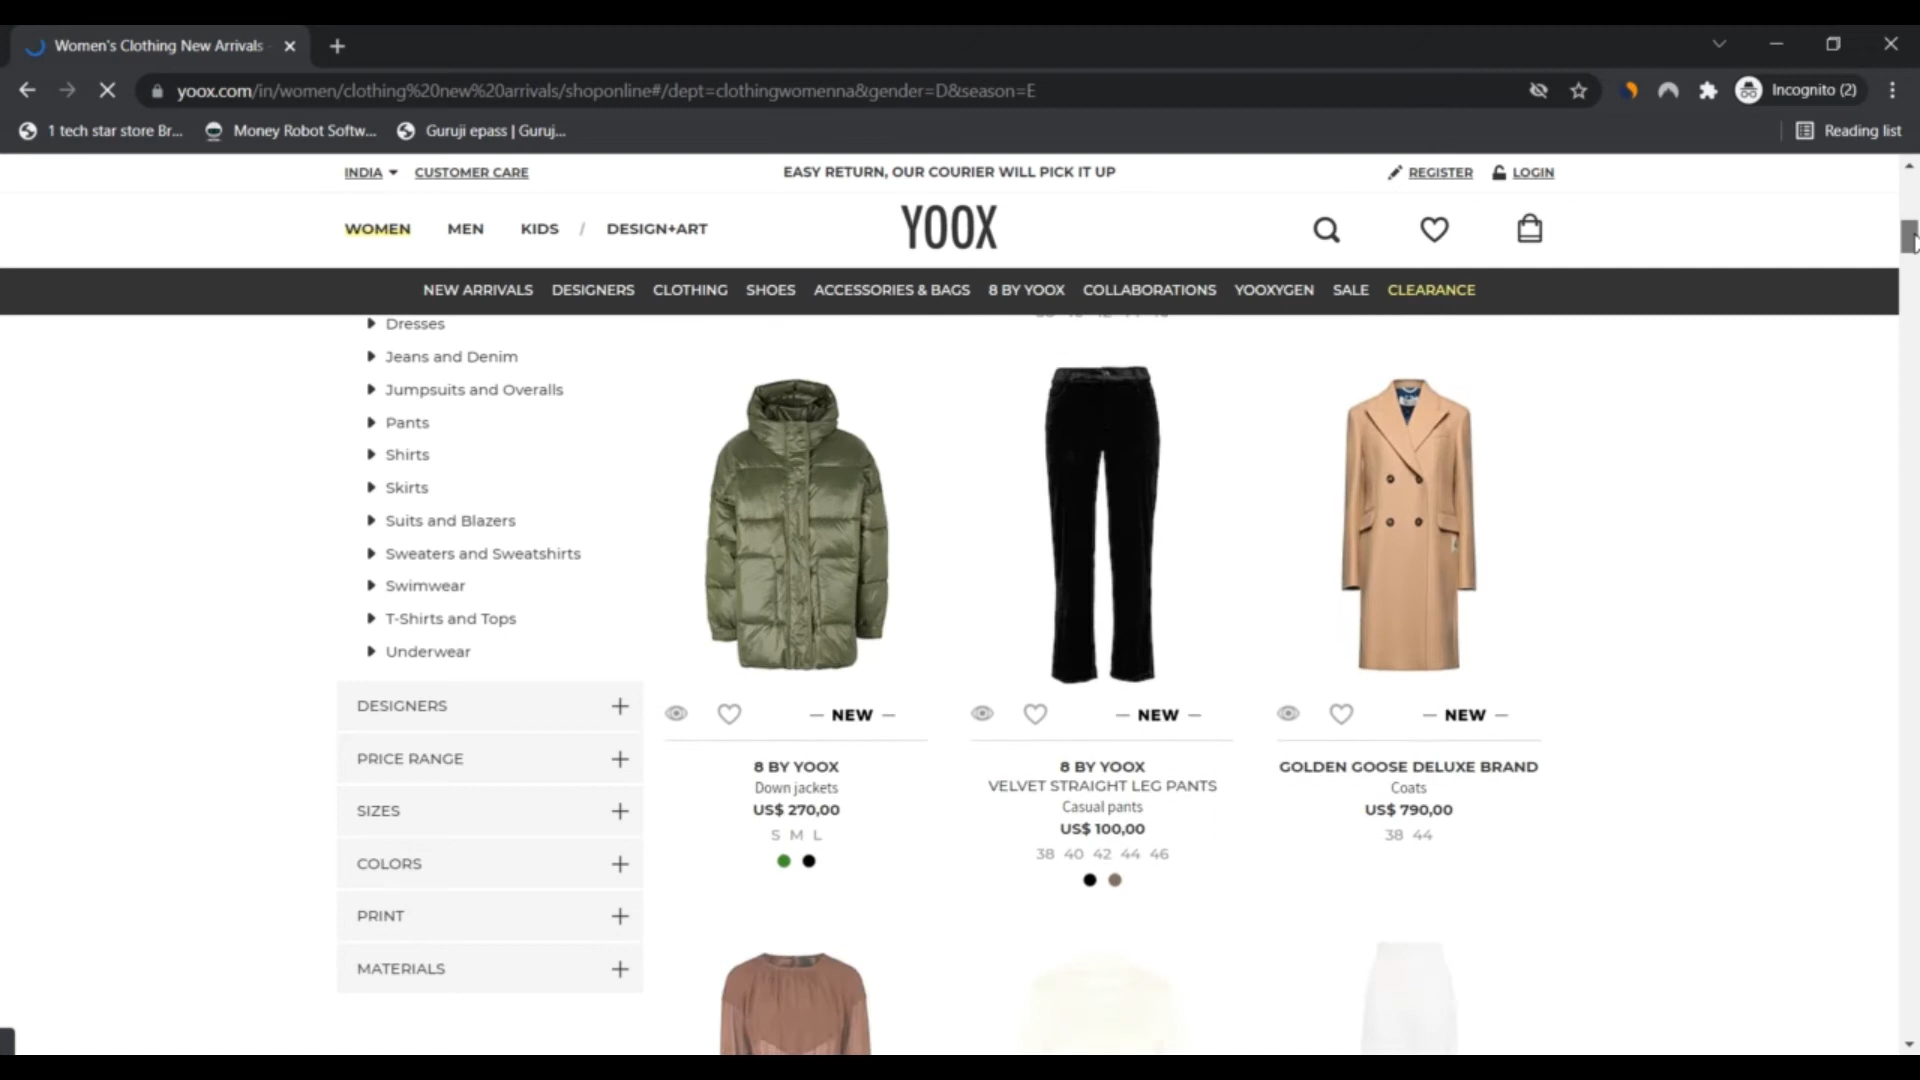 Women's Clothing New Arrivals
yoox.com/in/women/clothing%20new%20arrivals/shoponline#/dept=clothingwomenna&gender=D&season=E
Incognito (2)
1 tech star store Br...
Money Robot Softw...
Guruji epass | Guruj...
Reading list
INDIA
CUSTOMER CARE
EASY RETURN, OUR COURIER WILL PICK IT UP
REGISTER
LOGIN
WOMEN
MEN
KIDS
/
DESIGN+ART
YOOX
NEW ARRIVALS
DESIGNERS
CLOTHING
SHOES
ACCESSORIES & BAGS
8 BY YOOX
COLLABORATIONS
YOOXYGEN
SALE
CLEARANCE
Dresses
Jeans and Denim
Jumpsuits and Overalls
Pants
Shirts
Skirts
Suits and Blazers
Sweaters and Sweatshirts
Swimwear
T-Shirts and Tops
Underwear
DESIGNERS
PRICE RANGE
SIZES
COLORS
PRINT
MATERIALS
— NEW —
8 BY YOOX
Down jackets
US$ 270,00
S M L
— NEW —
8 BY YOOX
VELVET STRAIGHT LEG PANTS
Casual pants
US$ 100,00
38 40 42 44 46
— NEW —
GOLDEN GOOSE DELUXE BRAND
Coats
US$ 790,00
38 44